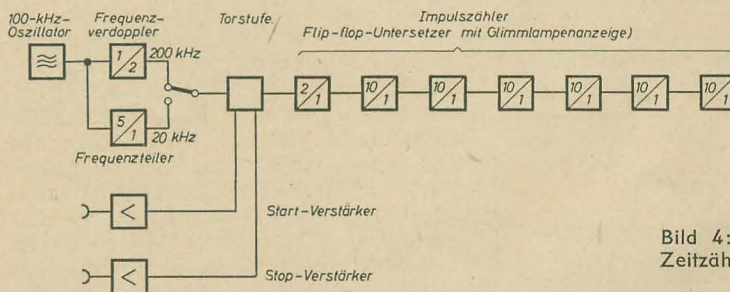 100-kHz-
Oszillator
Frequenz-
verdoppler
Torstufe.
Impulszähler
Flip-flop-Untersetzer mit Glimmlampenanzeige)
1/2
200 kHz
2/1
10/1
10/1
10/1
10/1
10/1
10/1
5/1
20 kHz
Frequenzteiler
<
Start-Verstärker
<
Stop-Verstärker
Bild 4:
Zeitzäh